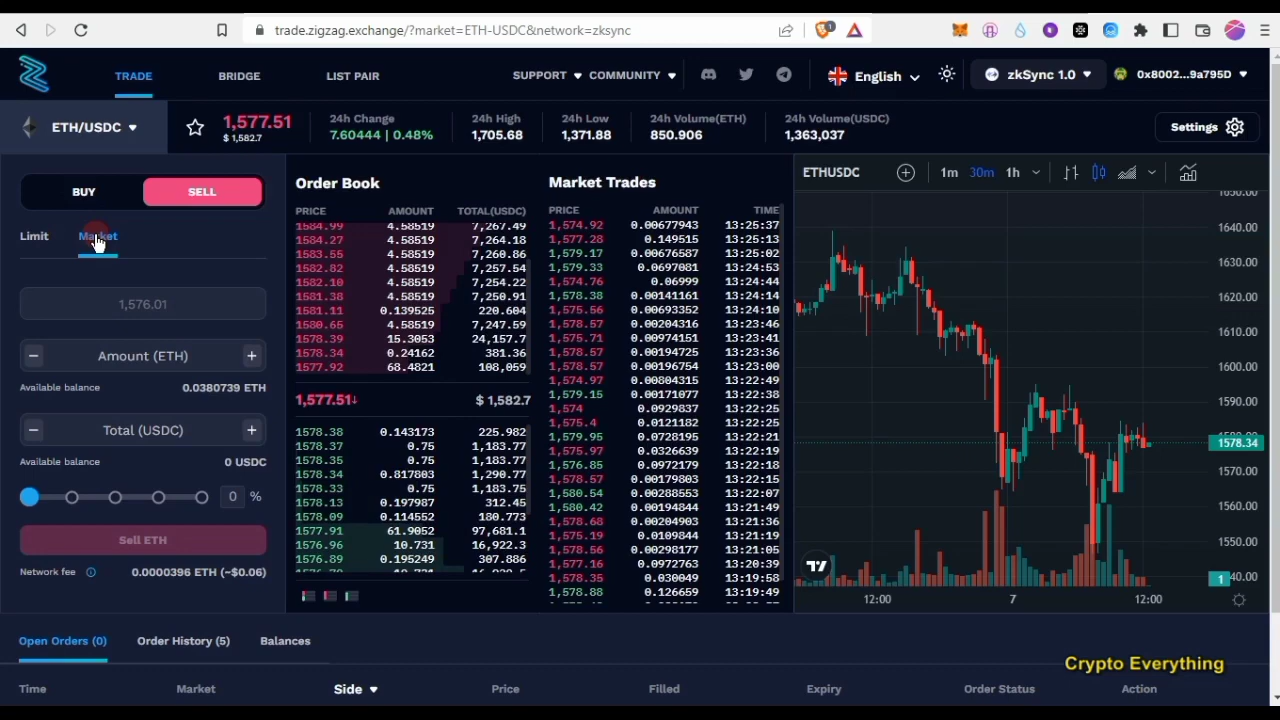 trade.zigzag.exchange/?market=ETH-USDC&network=zksync
1
TRADE
BRIDGE
LIST PAIR
SUPPORT
COMMUNITY
English
zkSync 1.0
0x8002...9a795D
ETH/USDC
1,577.51
$ 1,582.7
24h Change
7.60444 | 0.48%
24h High
1,705.68
24h Low
1,371.88
24h Volume(ETH)
850.906
24h Volume(USDC)
1,363,037
Settings
BUY
SELL
Limit
Market
1,576.01
− Amount (ETH) +
Available balance 0.0380739 ETH
− Total (USDC) +
Available balance 0 USDC
0 %
Sell ETH
Network fee 0.0000396 ETH (~$0.06)
Order Book
PRICE AMOUNT TOTAL(USDC)
1584.99 4.58519 7,267.49
1584.27 4.58519 7,264.18
1583.55 4.58519 7,260.86
1582.82 4.58519 7,257.54
1582.10 4.58519 7,254.22
1581.38 4.58519 7,250.91
1581.11 0.139525 220.604
1580.65 4.58519 7,247.59
1578.39 15.3053 24,157.7
1578.34 0.24162 381.36
1577.92 68.4821 108,059
1,577.51↓ $ 1,582.7
1578.38 0.143173 225.982
1578.37 0.75 1,183.77
1578.35 0.75 1,183.77
1578.34 0.817803 1,290.77
1578.33 0.75 1,183.75
1578.13 0.197987 312.45
1578.09 0.114552 180.773
1577.91 61.9052 97,681.1
1576.96 10.731 16,922.3
1576.89 0.195249 307.886
Market Trades
PRICE AMOUNT TIME
1,574.92 0.00677943 13:25:37
1,577.28 0.149515 13:25:13
1,579.17 0.00676587 13:25:02
1,579.33 0.0697081 13:24:53
1,574.76 0.06999 13:24:44
1,578.38 0.00141161 13:24:14
1,575.56 0.00693352 13:24:10
1,578.57 0.00204316 13:23:46
1,575.71 0.00974151 13:23:41
1,578.57 0.00194725 13:23:36
1,578.57 0.00196754 13:23:00
1,574.97 0.00804315 13:22:49
1,579.15 0.00171077 13:22:38
1,574 0.0929837 13:22:25
1,575.4 0.0121882 13:22:25
1,579.95 0.0728195 13:22:21
1,575.97 0.0326639 13:22:21
1,576.85 0.0972179 13:22:18
1,578.57 0.00179803 13:22:15
1,580.54 0.00288553 13:22:07
1,580.42 0.00194844 13:21:49
1,578.68 0.00204903 13:21:37
1,575.19 0.0109844 13:21:19
1,578.56 0.00298177 13:21:05
1,577.16 0.0972763 13:20:39
1,578.35 0.030049 13:19:58
1,578.88 0.126659 13:19:49
ETHUSDC
1m
30m
1h
1640.00
1630.00
1620.00
1610.00
1600.00
1590.00
1578.34
1570.00
1560.00
1550.00
1
40.00
12:00
7
12:00
Open Orders (0)
Order History (5)
Balances
Crypto Everything
Time
Market
Side
Price
Filled
Expiry
Order Status
Action